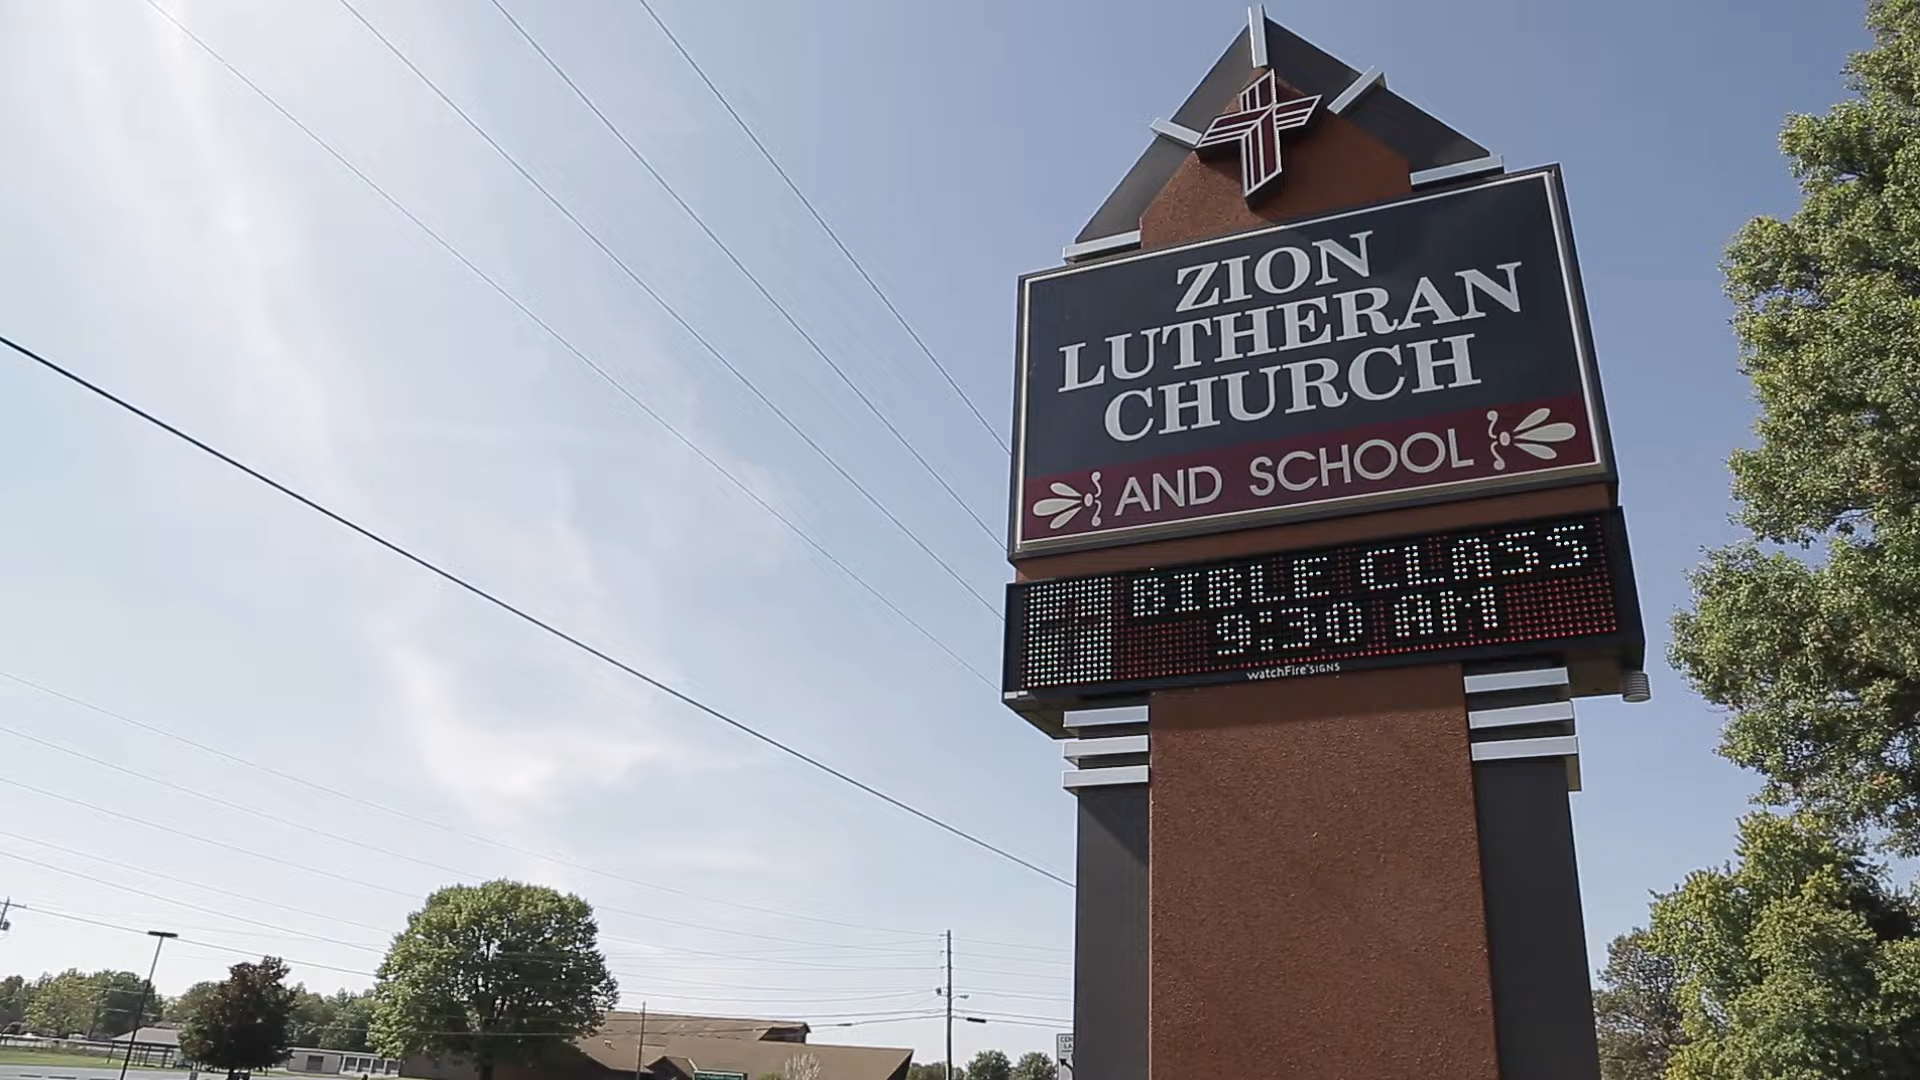 ZION
LUTHERAN
CHURCH
AND SCHOOL
BIBLE CLASS
9:30 AM
watchFire SIGNS